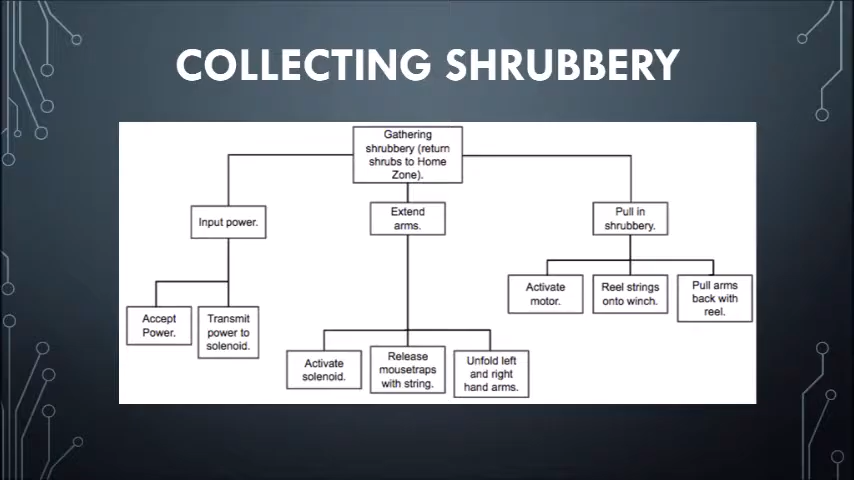 COLLECTING SHRUBBERY
Gathering
shrubbery (return
shrubs to Home
Zone).
Input power.
Extend
arms.
Pull in
shrubbery.
Accept
Power.
Transmit
power to
solenoid.
Activate
solenoid.
Release
mousetraps
with string.
Unfold left
and right
hand arms.
Activate
motor.
Reel strings
onto winch.
Pull arms
back with
reel.